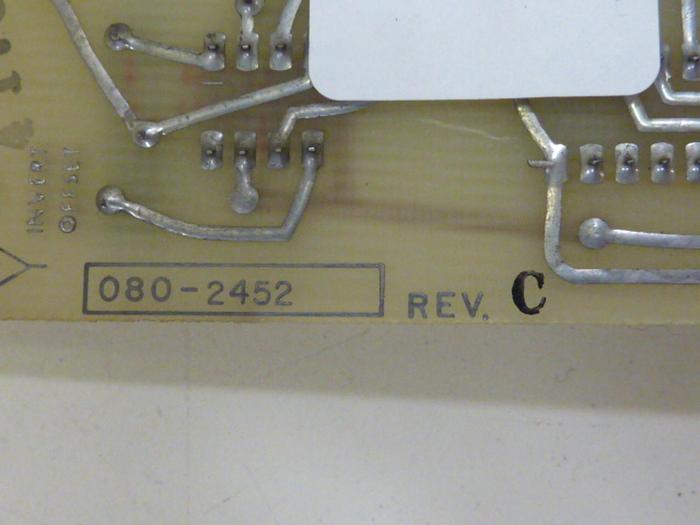 INVERT
OFFSET
080-2452
REV. C